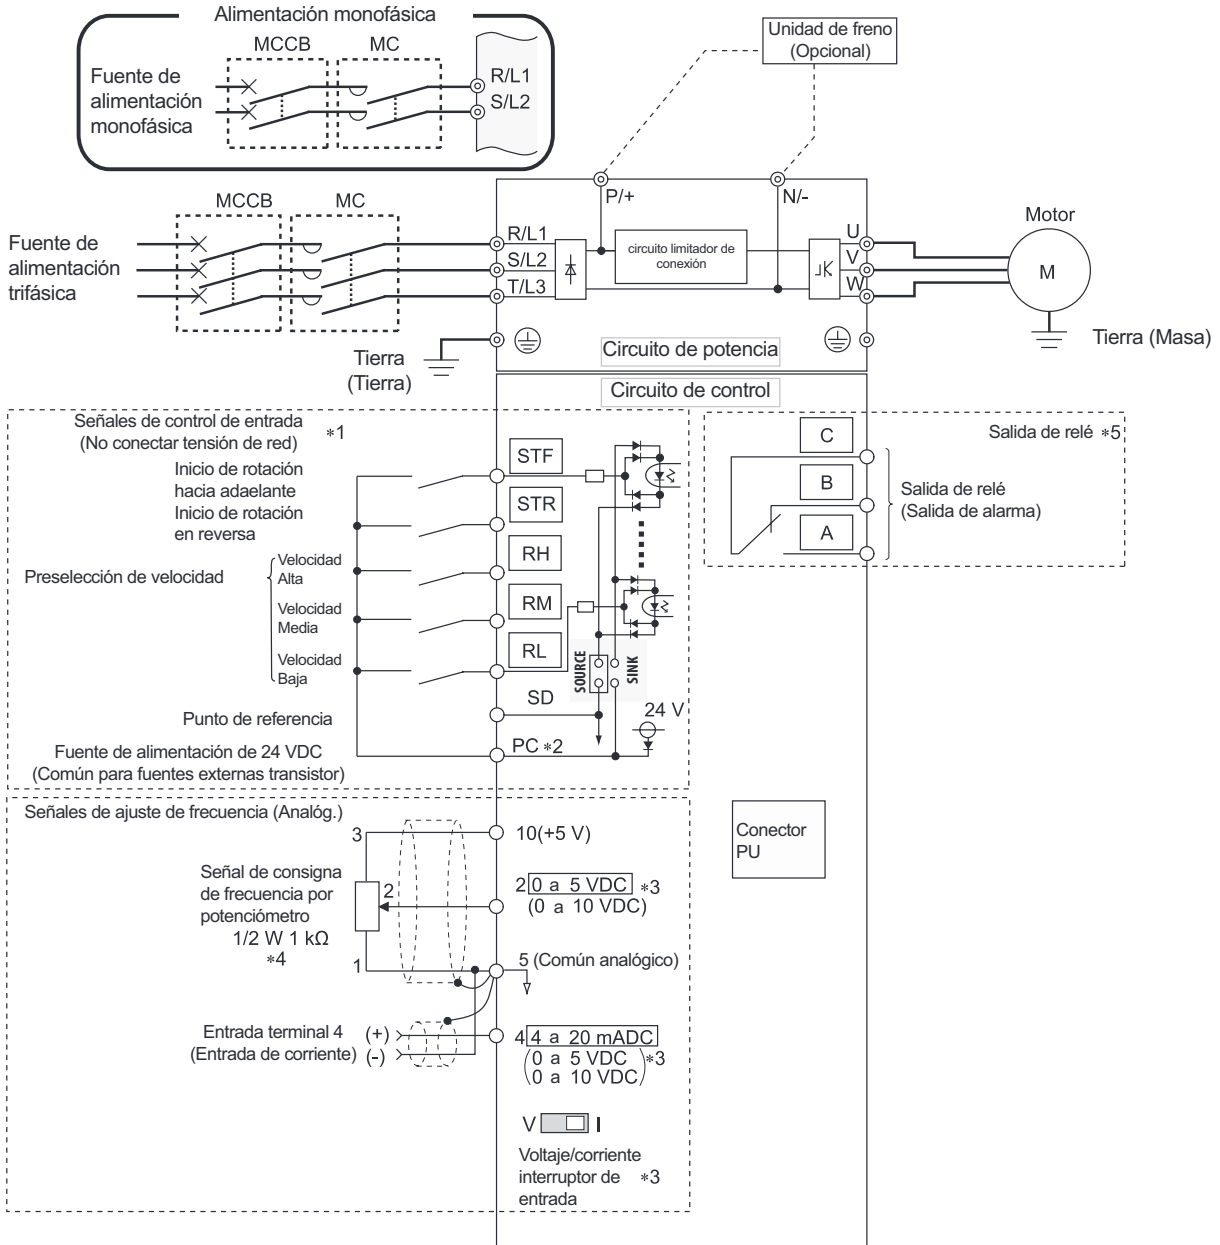 Alimentación monofásica
MCCB
MC
Fuente de
alimentación
monofásica
R/L1
S/L2
Unidad de freno
(Opcional)
P/+
N/-
MCCB
MC
Fuente de
alimentación
trifásica
R/L1
S/L2
T/L3
circuito limitador de
conexión
U
V
W
Motor
M
Tierra
(Tierra)
Tierra (Masa)
Circuito de potencia
Circuito de control
Señales de control de entrada
(No conectar tensión de red)
*1
Inicio de rotación
hacia adaelante
Inicio de rotación
en reversa
Preselección de velocidad
Velocidad
Alta
Velocidad
Media
Velocidad
Baja
STF
STR
RH
RM
RL
SD
SOURCE
SINK
24 V
Punto de referencia
Fuente de alimentación de 24 VDC
(Común para fuentes externas transistor)
PC *2
C
B
A
Salida de relé *5
Salida de relé
(Salida de alarma)
Señales de ajuste de frecuencia (Analóg.)
3
10(+5 V)
Señal de consigna
de frecuencia por
potenciómetro
1/2 W 1 kΩ
*4
2
2 0 a 5 VDC *3
(0 a 10 VDC)
1
5 (Común analógico)
Entrada terminal 4
(Entrada de corriente)
(+)
(-)
4 4 a 20 mADC
(0 a 5 VDC
0 a 10 VDC) *3
V I
Voltaje/corriente
interruptor de *3
entrada
Conector
PU